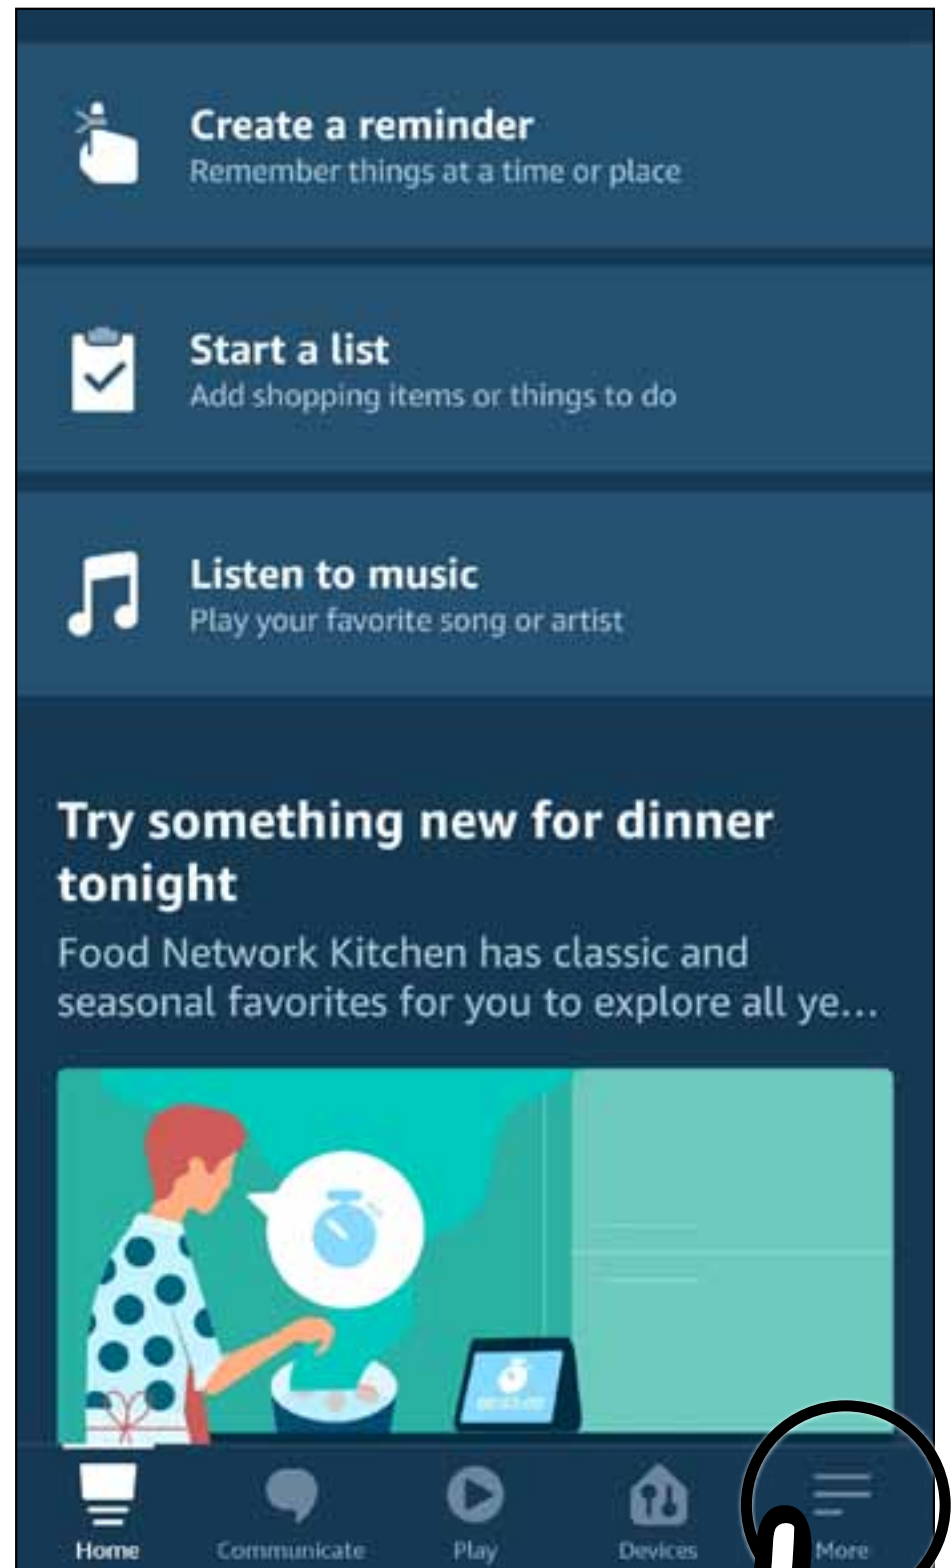 Create a reminder
Remember things at a time or place
Start a list
Add shopping items or things to do
Listen to music
Play your favorite song or artist
Try something new for dinner
tonight
Food Network Kitchen has classic and
seasonal favorites for you to explore all ye...
Home
Communicate
Play
Devices
More